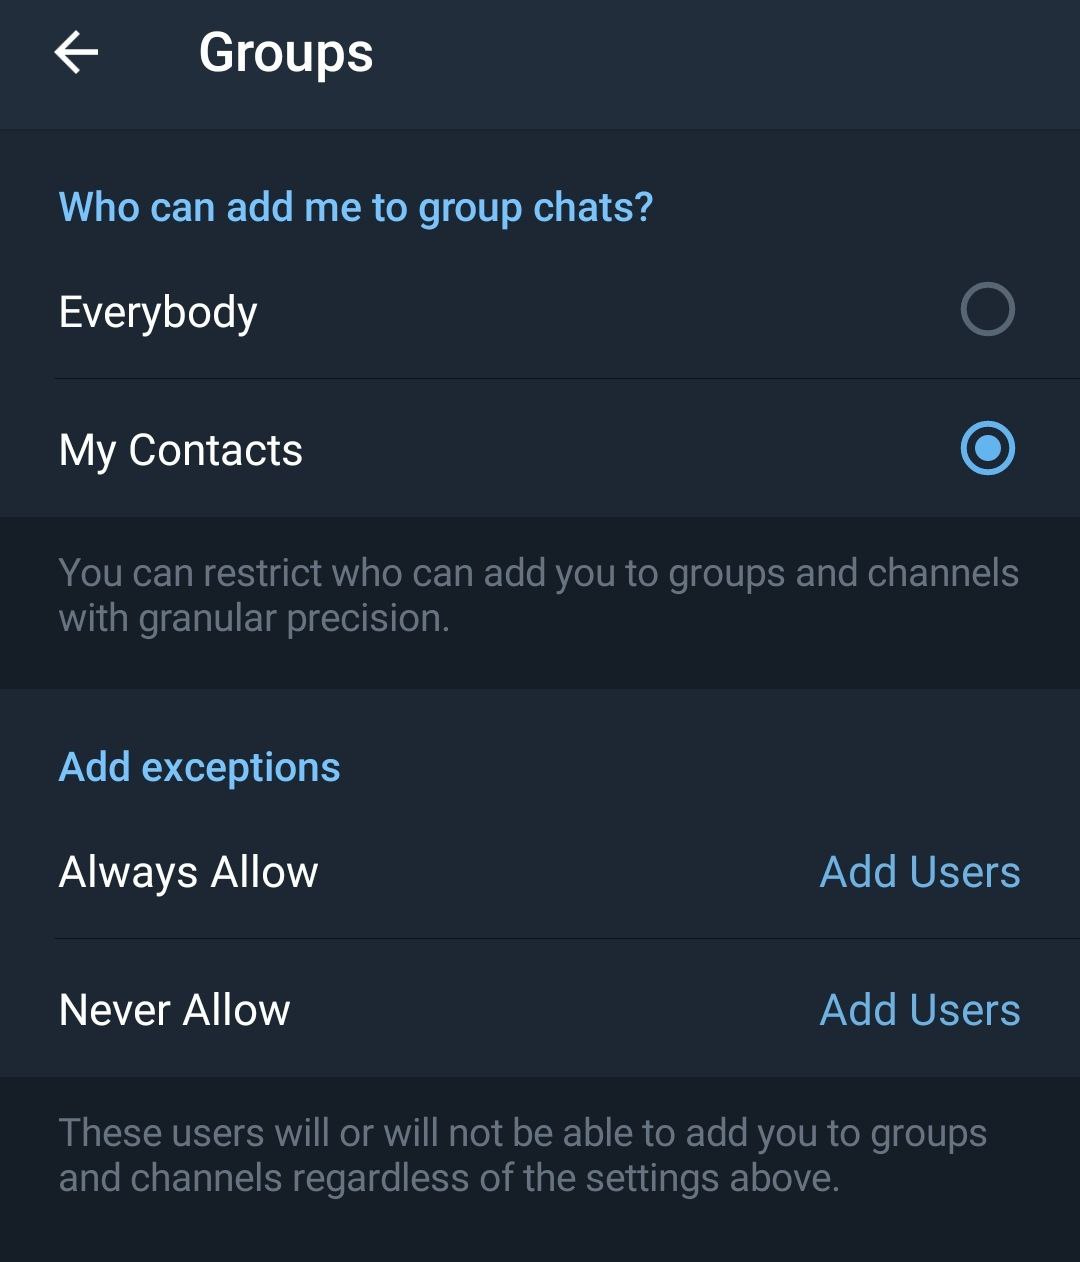 Groups
Who can add me to group chats?
Everybody
My Contacts
You can restrict who can add you to groups and channels
with granular precision.
Add exceptions
Always Allow Add Users
Never Allow Add Users
These users will or will not be able to add you to groups
and channels regardless of the settings above.